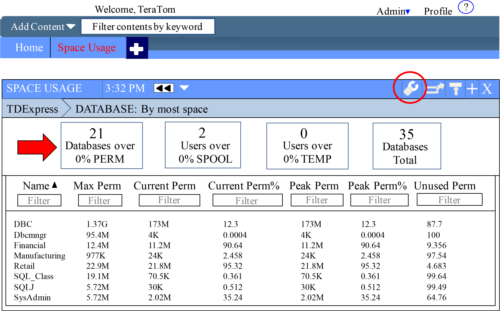 Welcome, TeraTom Admin▾ Profile ?
Add Content ▾ Filter contents by keyword
Home Space Usage +
SPACE USAGE 3:32 PM ◀◀ ▾ + X
TDExpress DATABASE: By most space
21 2 0 35
Databases over Users over Users over Databases
0% PERM 0% SPOOL 0% TEMP Total
Name ▲ Max Perm Current Perm Current Perm% Peak Perm Peak Perm% Unused Perm
Filter Filter Filter Filter Filter Filter Filter
DBC 1.37G 173M 12.3 173M 12.3 87.7
Dbcmngr 95.4M 4K 0.0004 4K 0.0004 100
Financial 12.4M 11.2M 90.64 11.2M 90.64 9.356
Manufacturing 977K 24K 2.458 24K 2.458 97.54
Retail 22.9M 21.8M 95.32 21.8M 95.32 4.683
SQL_Class 19.1M 70.5K 0.361 70.5K 0.361 99.64
SQLJ 5.72M 30K 0.512 30K 0.512 99.49
SysAdmin 5.72M 2.02M 35.24 2.02M 35.24 64.76